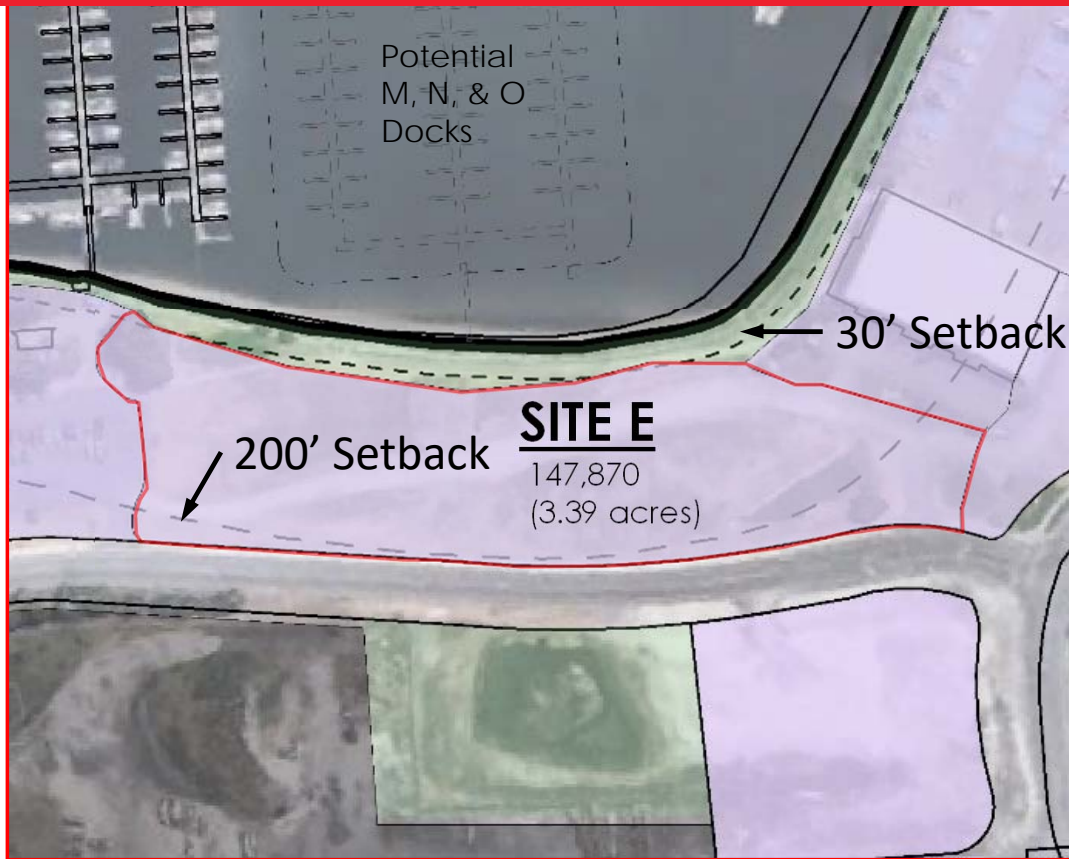 Potential
M, N, & O
Docks
30’ Setback
SITE E
200’ Setback
147,870
(3.39 acres)